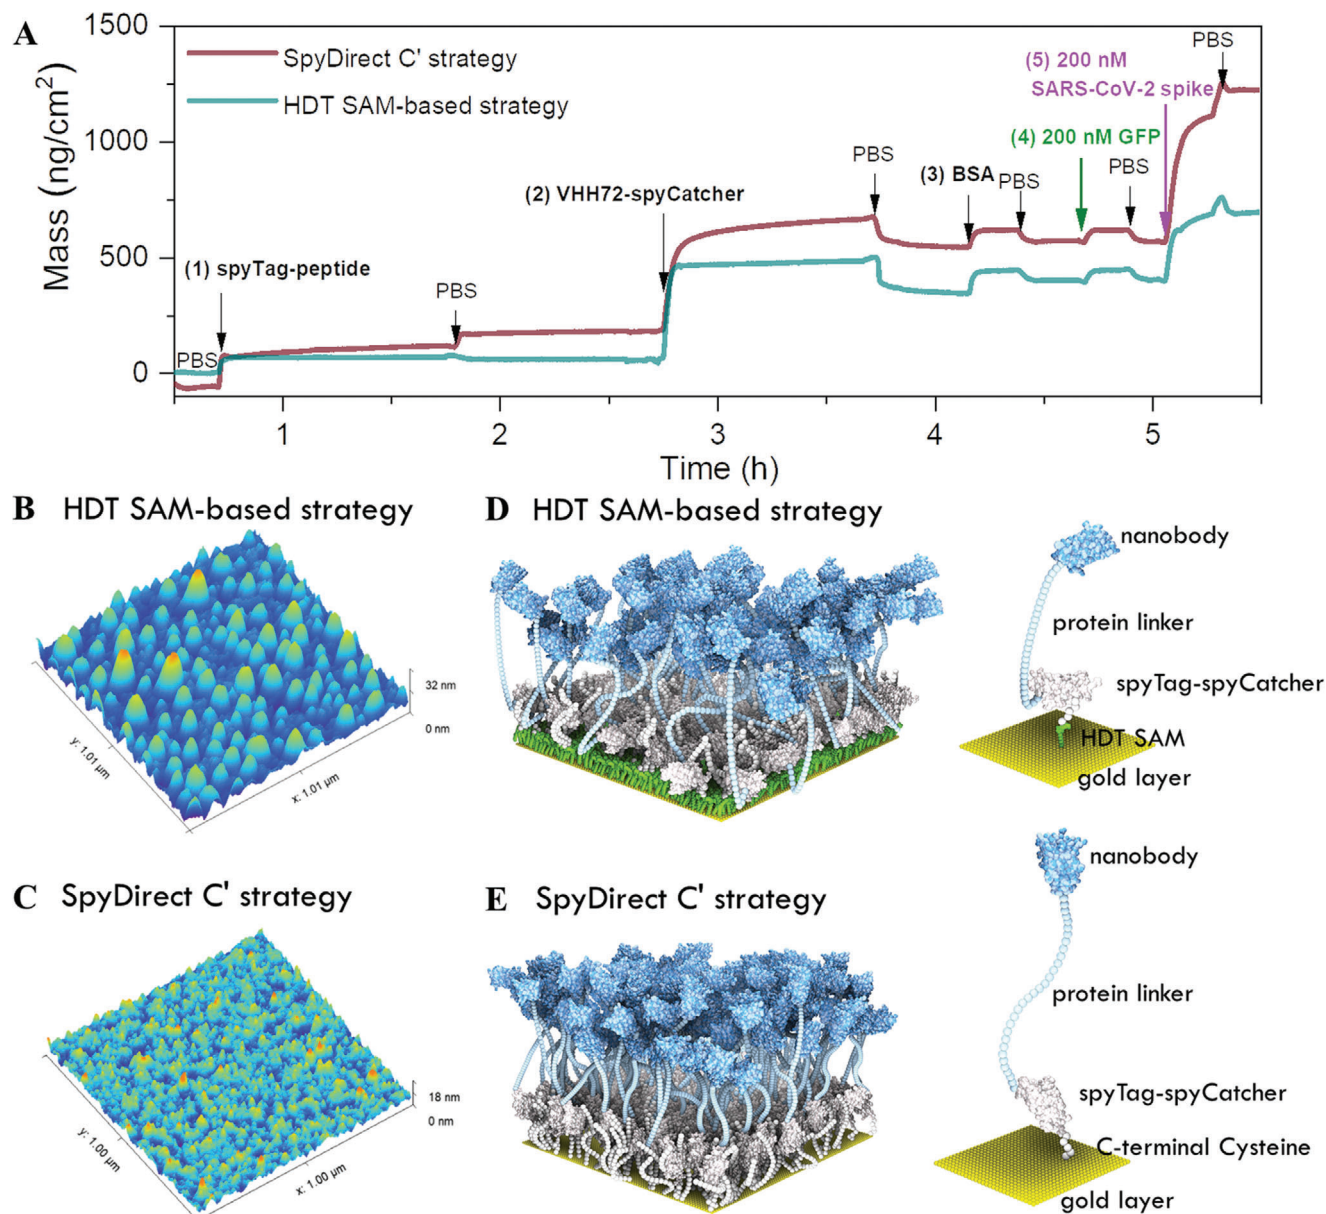 A
1500
1000
500
0
Mass (ng/cm²)
SpyDirect C' strategy
HDT SAM-based strategy
PBS
(1) spyTag-peptide
PBS
(2) VHH72-spyCatcher
PBS
(3) BSA
PBS
(4) 200 nM GFP
PBS
(5) 200 nM
SARS-CoV-2 spike
PBS
1 2 3 4 5
Time (h)
B HDT SAM-based strategy
32 nm
0 nm
y: 1.01 µm
x: 1.01 µm
D HDT SAM-based strategy
nanobody
protein linker
spyTag-spyCatcher
HDT SAM
gold layer
C SpyDirect C' strategy
18 nm
0 nm
y: 1.00 µm
x: 1.00 µm
E SpyDirect C' strategy
nanobody
protein linker
spyTag-spyCatcher
C-terminal Cysteine
gold layer